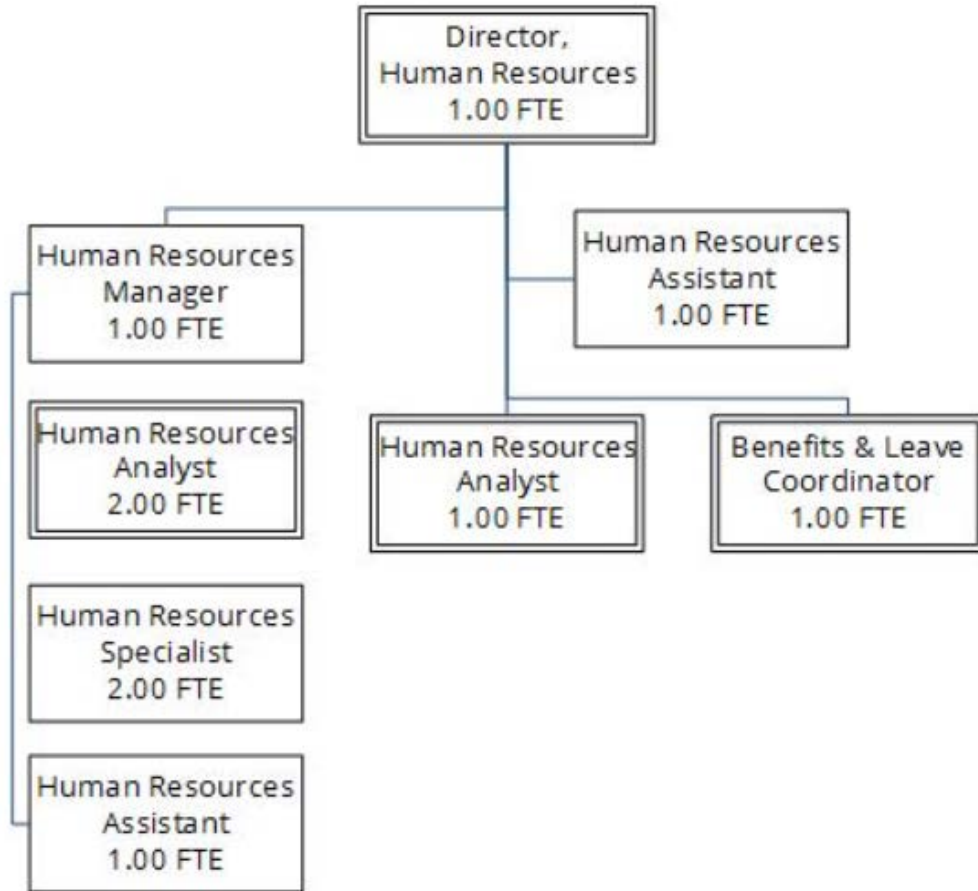 Director,
Human Resources
1.00 FTE
Human Resources
Manager
1.00 FTE
Human Resources
Assistant
1.00 FTE
Human Resources
Analyst
2.00 FTE
Human Resources
Analyst
1.00 FTE
Benefits & Leave
Coordinator
1.00 FTE
Human Resources
Specialist
2.00 FTE
Human Resources
Assistant
1.00 FTE